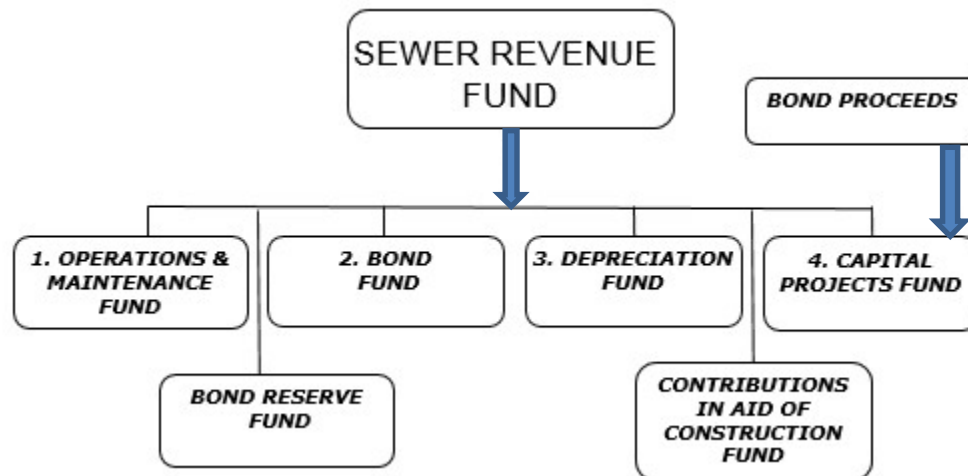 SEWER REVENUE
FUND
BOND PROCEEDS
1. OPERATIONS &
MAINTENANCE
FUND
2. BOND
FUND
3. DEPRECIATION
FUND
4. CAPITAL
PROJECTS FUND
BOND RESERVE
FUND
CONTRIBUTIONS
IN AID OF
CONSTRUCTION
FUND